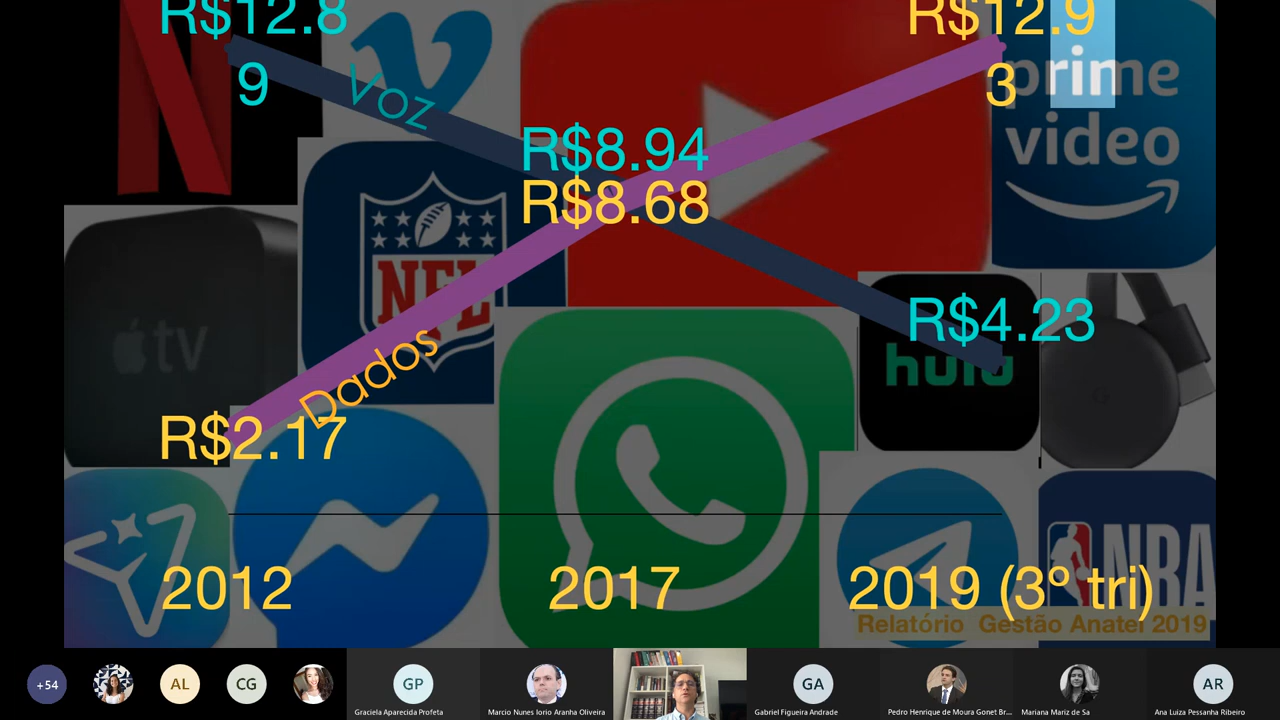 R$12.8
9
R$12.9
3
Voz
prime
video
R$8.94
R$8.68
NFL
tv
R$4.23
hulu
Dados
R$2.17
NBA
2012
2017
2019 (3º tri)
Relatório Gestão Anatel 2019
+54
AL
CG
GP
GA
AR
Graciela Aparecida Profeta
Marcio Nunes Iorio Aranha Oliveira
Gabriel Figueira Andrade
Pedro Henrique de Moura Gonet Br...
Mariana Mariz de Sa
Ana Luiza Pessanha Ribeiro